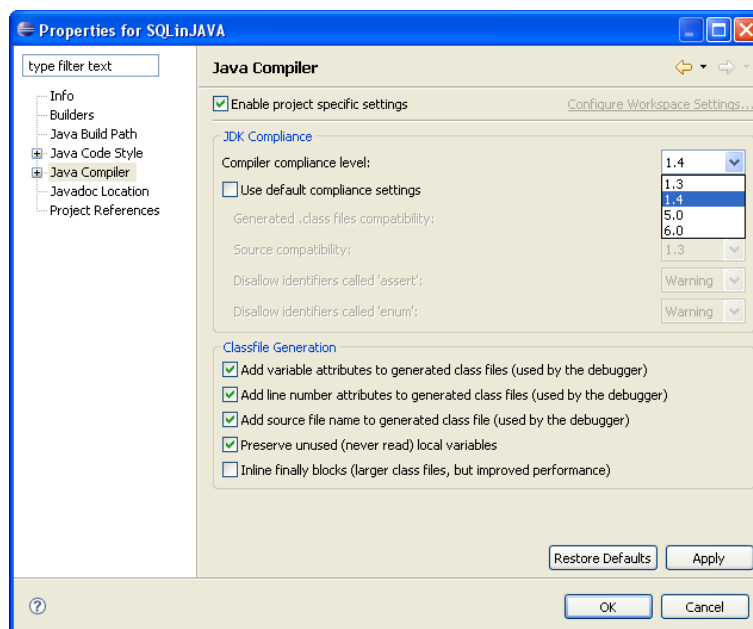 Properties for SQLinJAVA
type filter text
Info
Builders
Java Build Path
Java Code Style
Java Compiler
Javadoc Location
Project References
Java Compiler
Enable project specific settings
Configure Workspace Settings...
JDK Compliance
Compiler compliance level:
1.4
1.3
1.4
5.0
6.0
Use default compliance settings
Generated .class files compatibility:
Source compatibility:
1.3
Disallow identifiers called 'assert':
Warning
Disallow identifiers called 'enum':
Warning
Classfile Generation
Add variable attributes to generated class files (used by the debugger)
Add line number attributes to generated class files (used by the debugger)
Add source file name to generated class file (used by the debugger)
Preserve unused (never read) local variables
Inline finally blocks (larger class files, but improved performance)
Restore Defaults
Apply
?
OK
Cancel